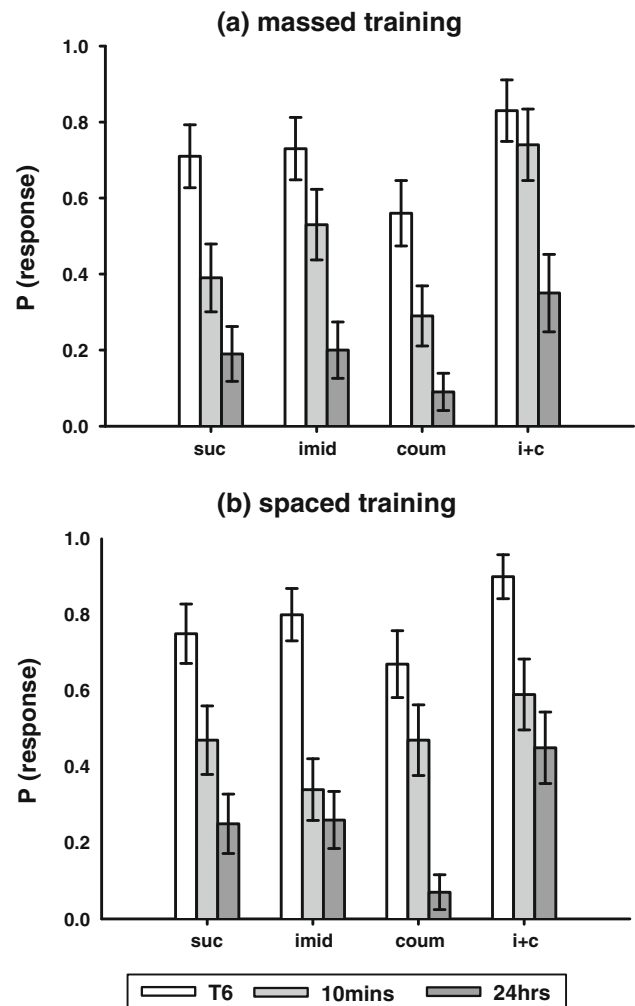 (a) massed training
1.0
0.8
0.6
0.4
0.2
0.0
P (response)
suc imid coum i+c
(b) spaced training
1.0
0.8
0.6
0.4
0.2
0.0
P (response)
suc imid coum i+c
T6 10mins 24hrs